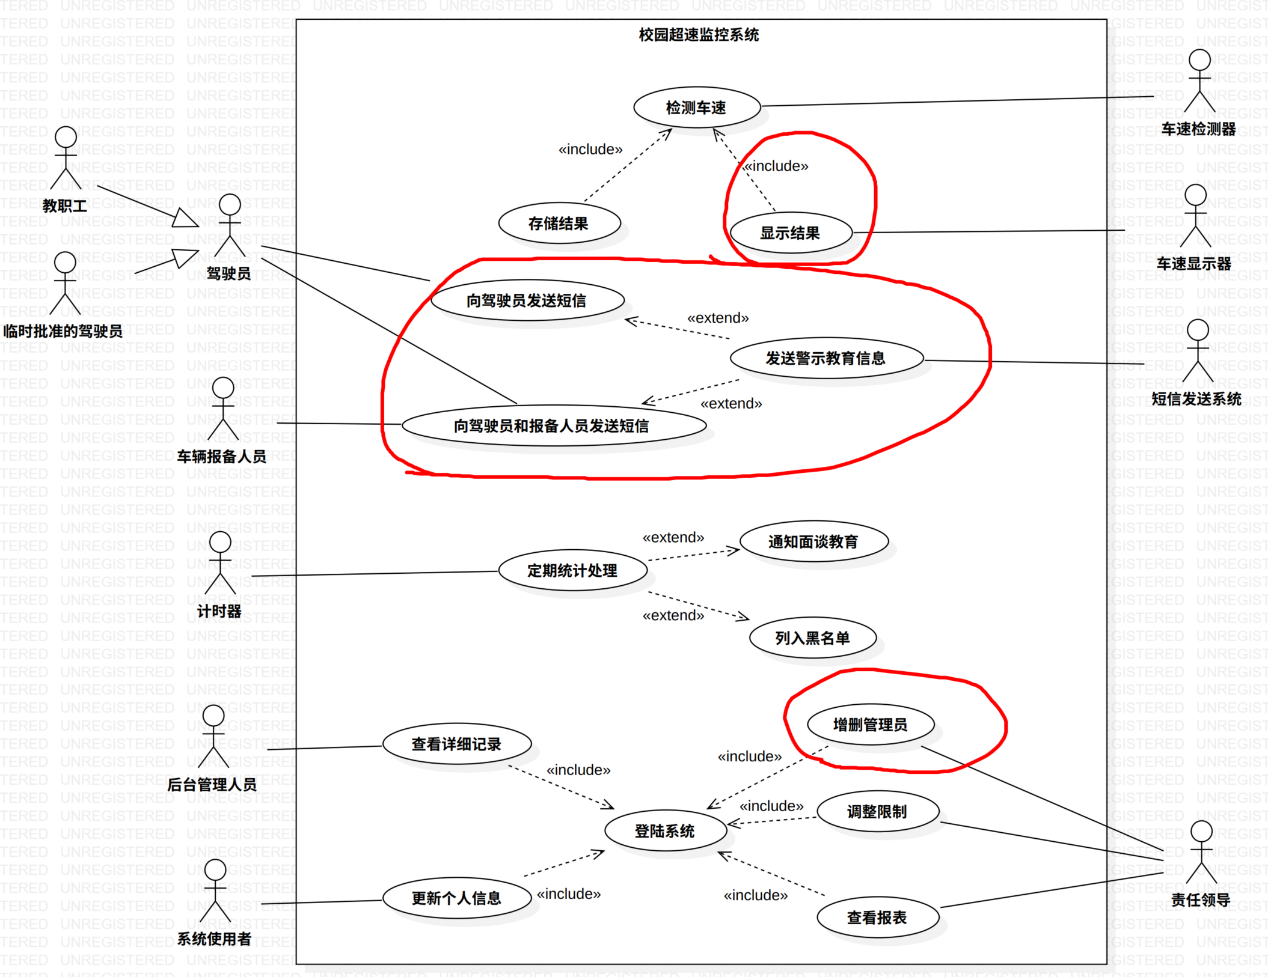 校园超速监控系统
检测车速
车速检测器
«include»
«include»
教职工
存储结果
显示结果
驾驶员
车速显示器
临时批准的驾驶员
向驾驶员发送短信
«extend»
发送警示教育信息
短信发送系统
«extend»
向驾驶员和报备人员发送短信
车辆报备人员
«extend»
通知面谈教育
定期统计处理
计时器
«extend»
列入黑名单
增删管理员
查看详细记录
«include»
«include»
后台管理人员
«include»
调整限制
登陆系统
更新个人信息
«include»
«include»
责任领导
查看报表
系统使用者
UNREGISTERED